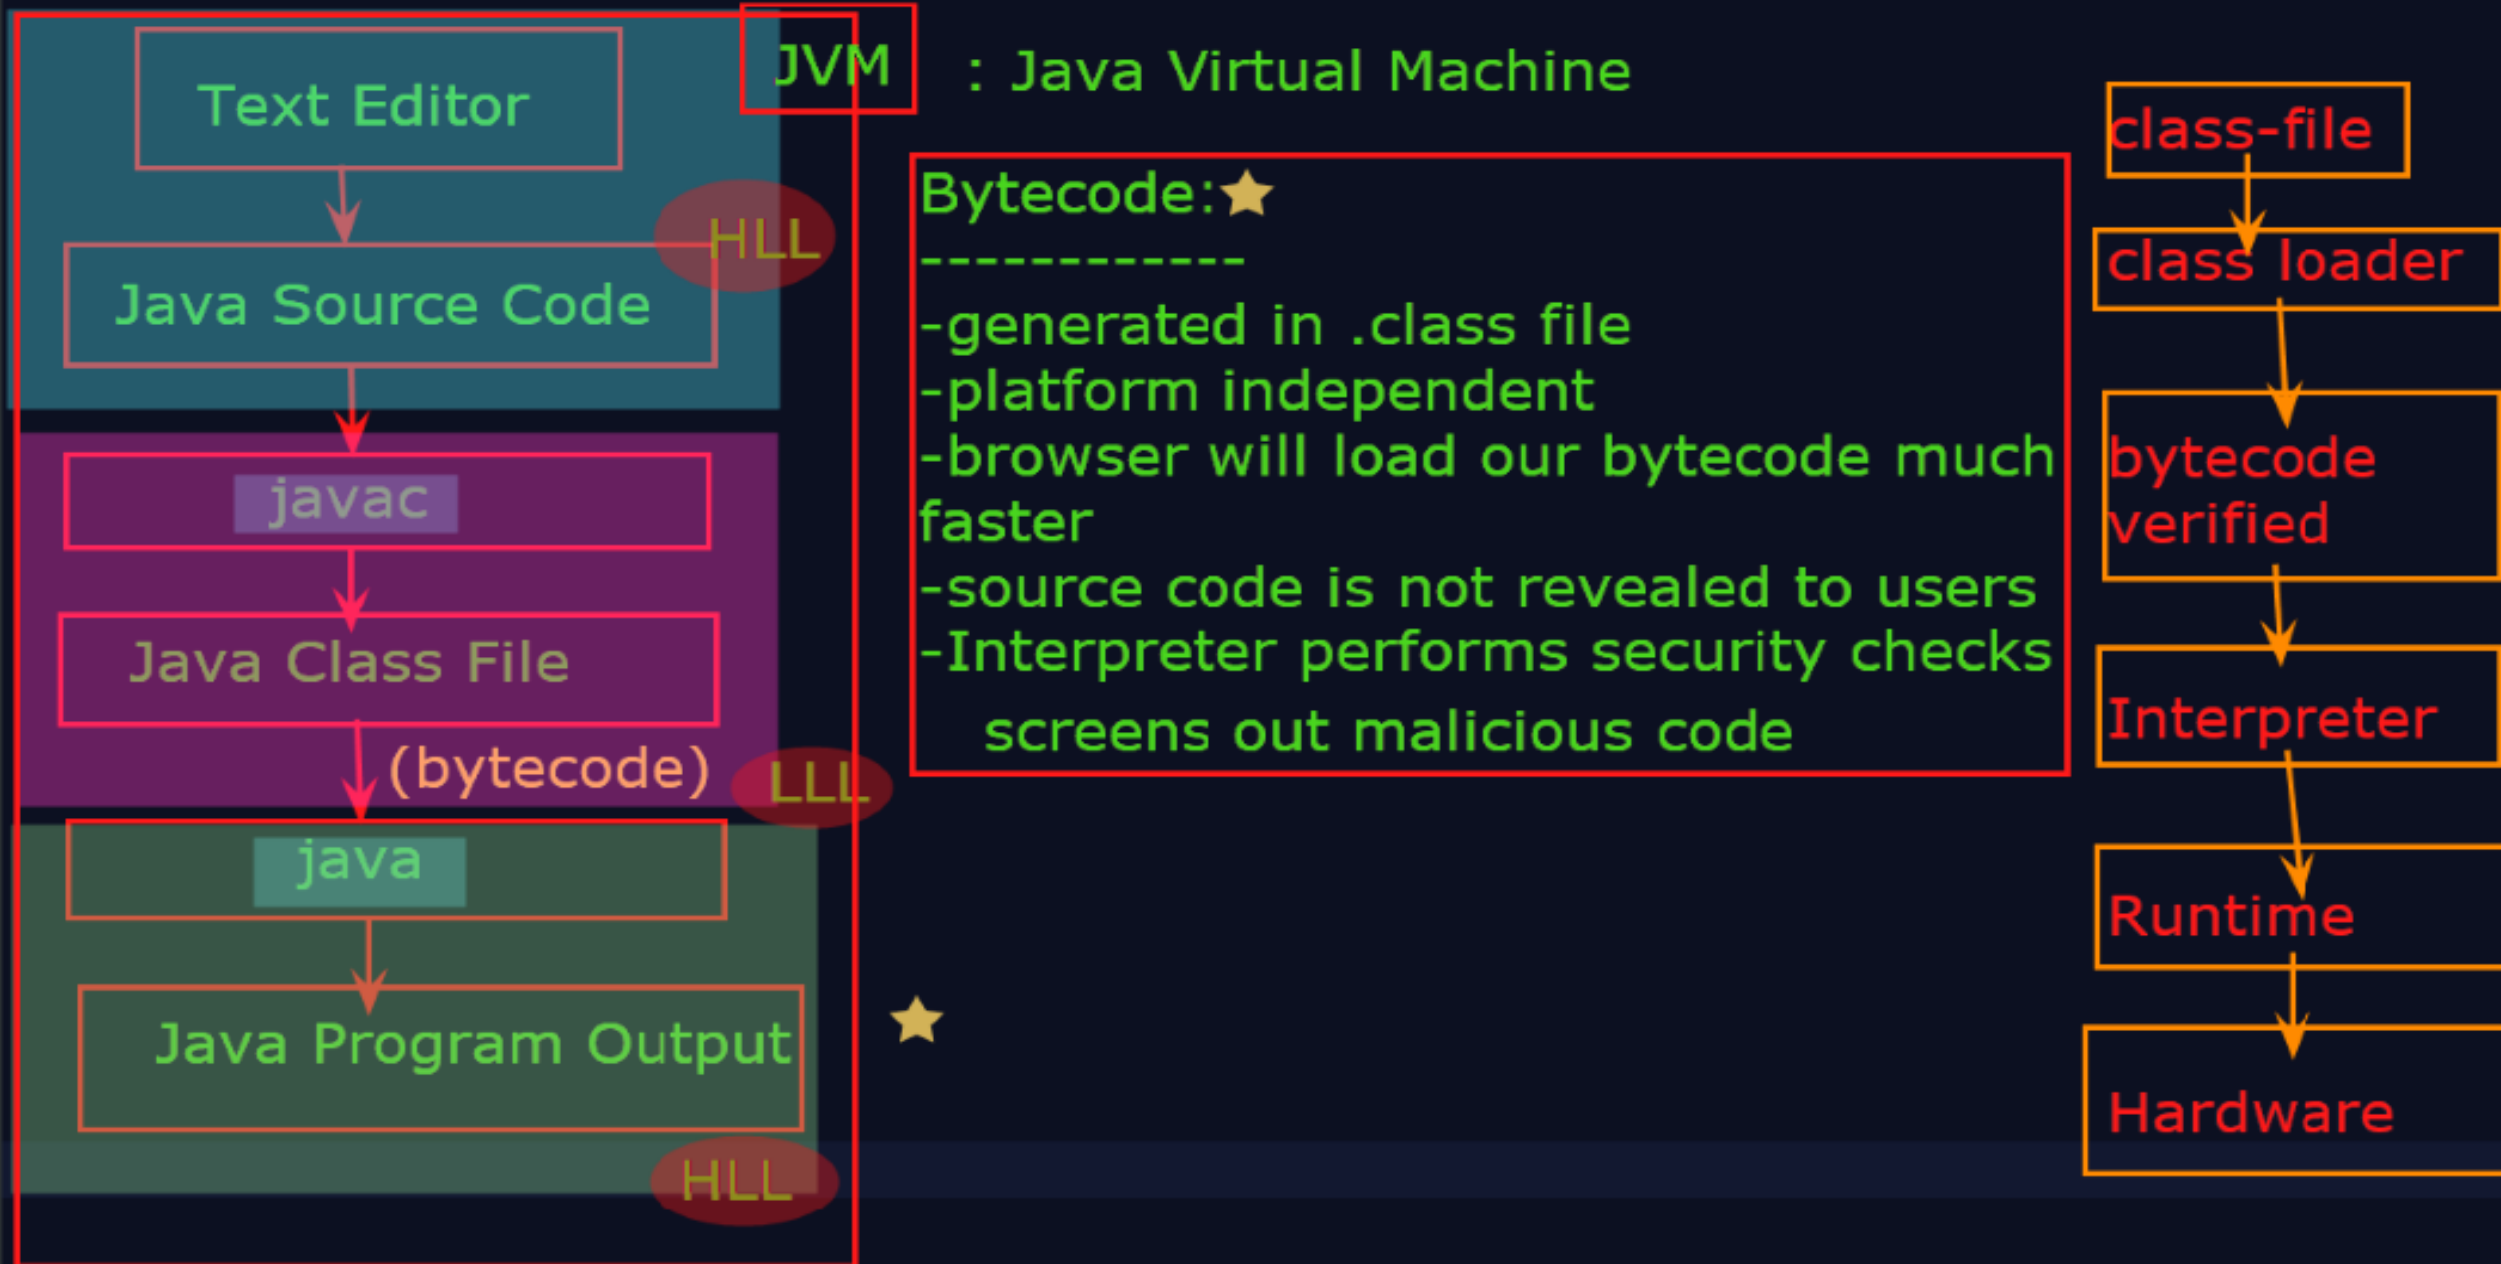 JVM : Java Virtual Machine
Text Editor
HLL
Java Source Code
javac
Java Class File
(bytecode)
LLL
java
Java Program Output
HLL
Bytecode:
------------
-generated in .class file
-platform independent
-browser will load our bytecode much
faster
-source code is not revealed to users
-Interpreter performs security checks
screens out malicious code
class-file
class loader
bytecode
verified
Interpreter
Runtime
Hardware